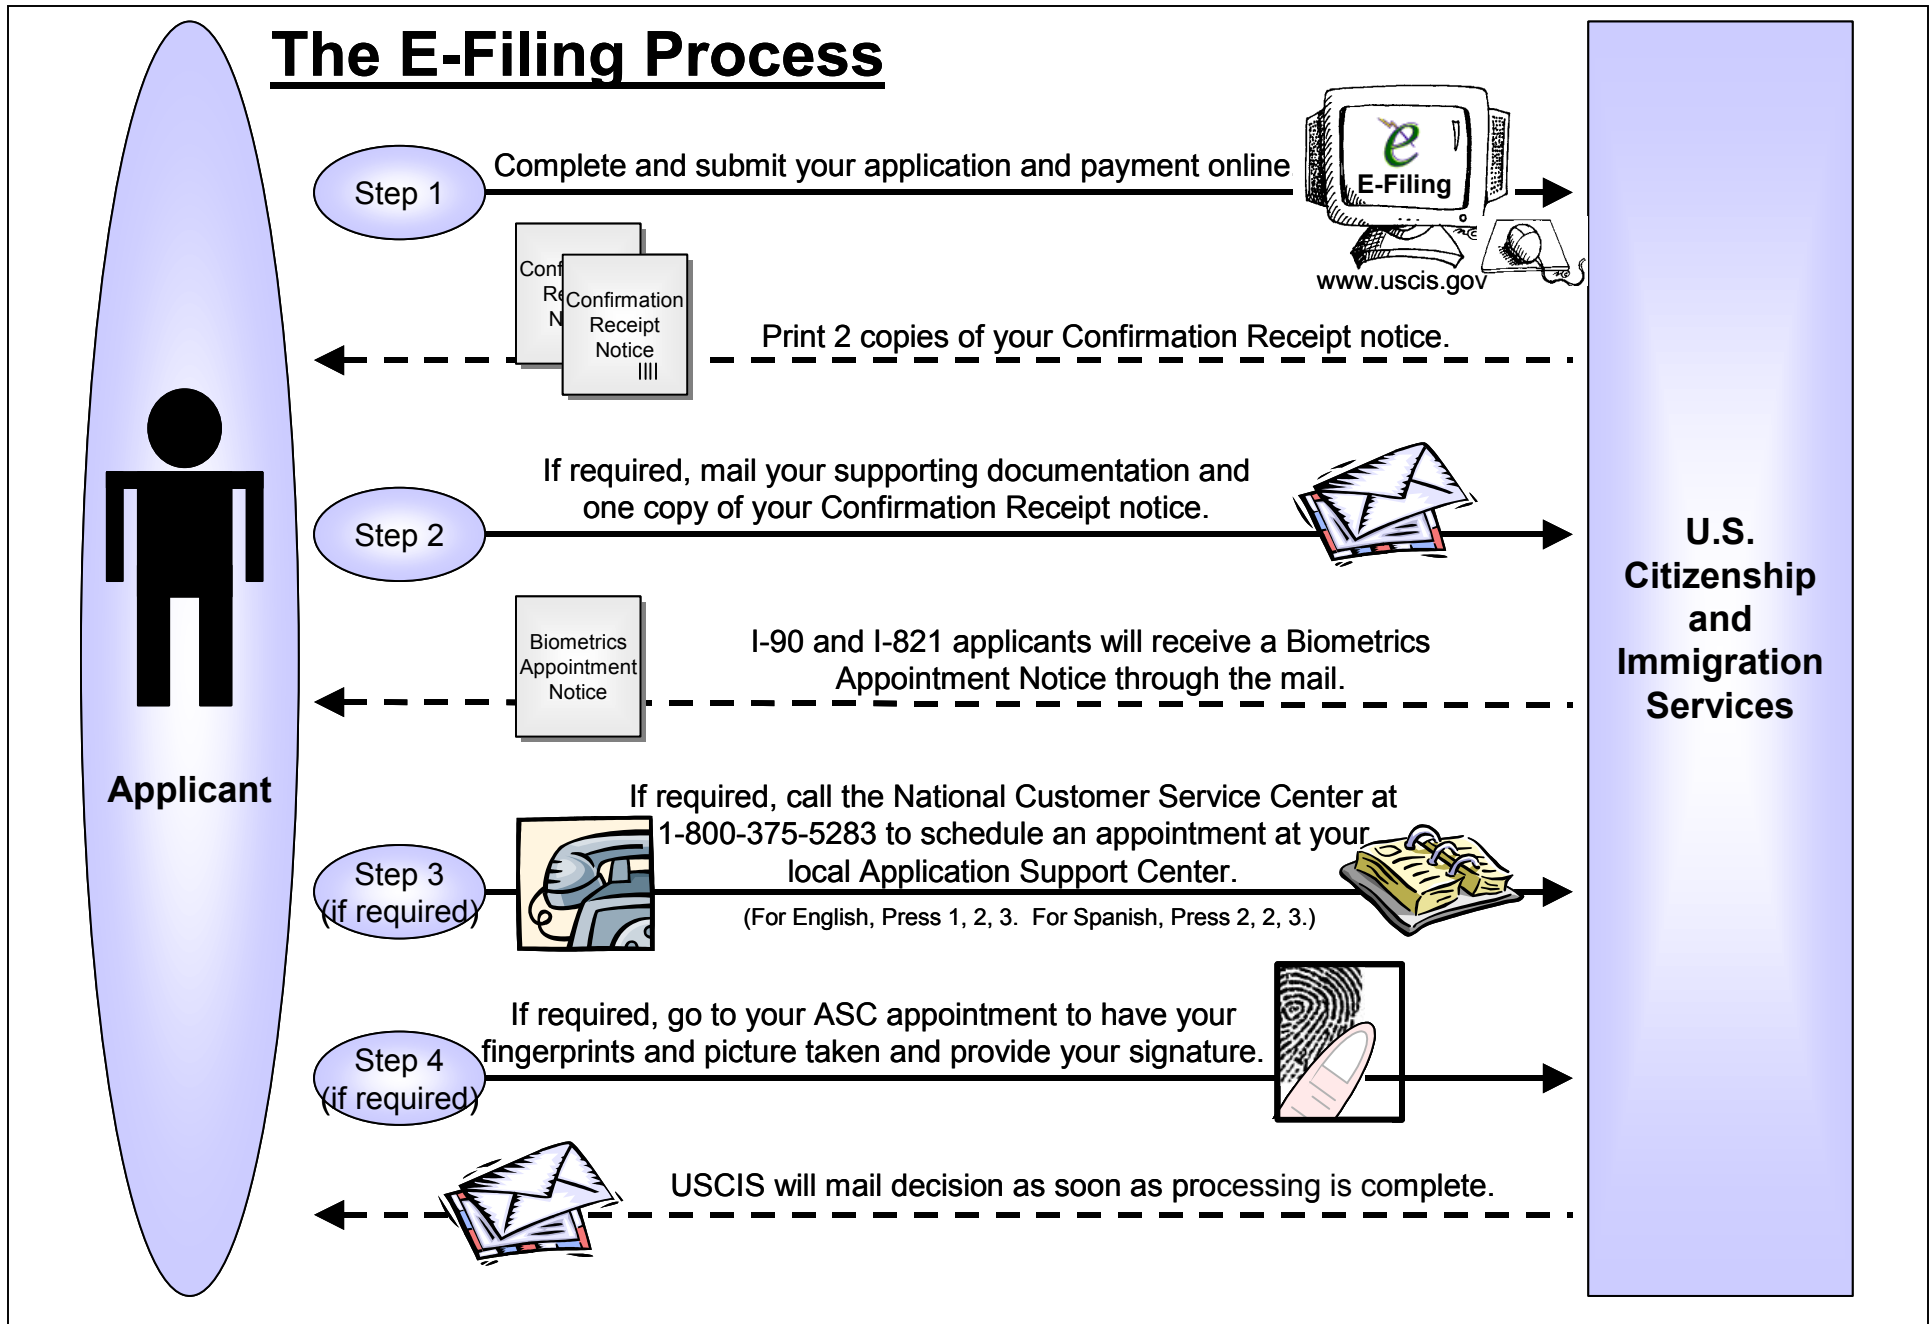 The E-Filing Process
Step 1
Complete and submit your application and payment online
e
E-Filing
www.uscis.gov
Conf
Re
N
Confirmation
Receipt
Notice
Print 2 copies of your Confirmation Receipt notice.
Step 2
If required, mail your supporting documentation and
one copy of your Confirmation Receipt notice.
Biometrics
Appointment
Notice
I-90 and I-821 applicants will receive a Biometrics
Appointment Notice through the mail.
Step 3
(if required)
If required, call the National Customer Service Center at
1-800-375-5283 to schedule an appointment at your
local Application Support Center.
(For English, Press 1, 2, 3. For Spanish, Press 2, 2, 3.)
Step 4
(if required)
If required, go to your ASC appointment to have your
fingerprints and picture taken and provide your signature.
USCIS will mail decision as soon as processing is complete.
Applicant
U.S.
Citizenship
and
Immigration
Services